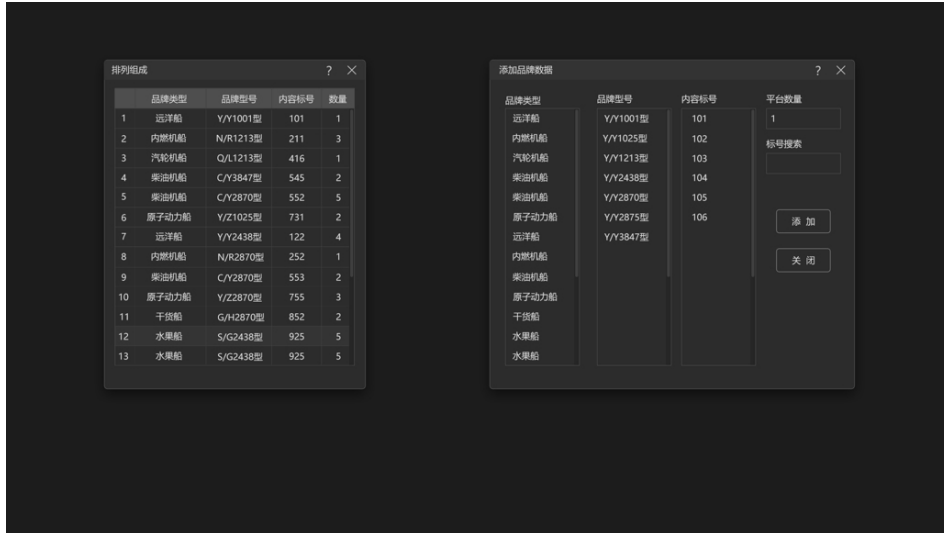 排列组成 ?
品牌类型 品牌型号 内容标号 数量
1 远洋船 Y/Y1001型 101 1
2 内燃机船 N/R1213型 211 3
3 汽轮机船 Q/L1213型 416 1
4 柴油机船 C/Y3847型 545 2
5 柴油机船 C/Y2870型 552 5
6 原子动力船 Y/Z1025型 731 2
7 远洋船 Y/Y2438型 122 4
8 内燃机船 N/R2870型 252 1
9 柴油机船 C/Y2870型 553 2
10 原子动力船 Y/Z2870型 755 3
11 干货船 G/H2870型 852 2
12 水果船 S/G2438型 925 5
13 水果船 S/G2438型 925 5
添加品牌数据 ?
品牌类型
远洋船
内燃机船
汽轮机船
柴油机船
柴油机船
原子动力船
远洋船
内燃机船
柴油机船
原子动力船
干货船
水果船
水果船
品牌型号
Y/Y1001型
Y/Y1025型
Y/Y1213型
Y/Y2438型
Y/Y2870型
Y/Y2875型
Y/Y3847型
内容标号
101
102
103
104
105
106
平台数量
1
标号搜索
添 加
关 闭